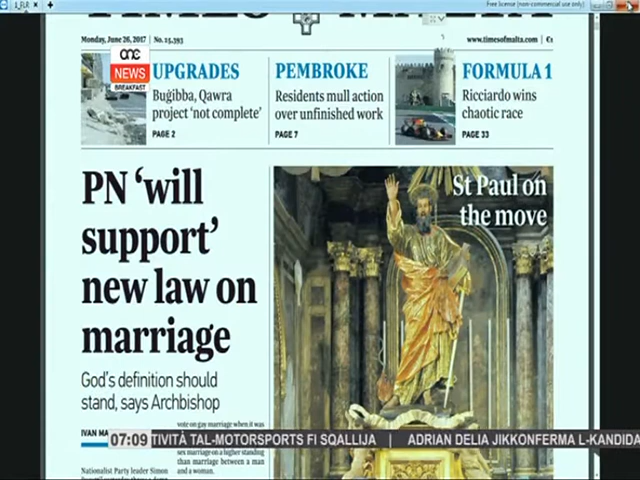 Free license (non-commercial use only)
TIMES MALTA
Monday, June 26, 2017 | No. 15,393
www.timesofmalta.com | €1
one
NEWS
BREAKFAST
UPGRADES
Buġibba, Qawra
project 'not complete'
PAGE 2
PEMBROKE
Residents mull action
over unfinished work
PAGE 7
FORMULA 1
Ricciardo wins
chaotic race
PAGE 33
PN 'will
support'
new law on
marriage
God's definition should
stand, says Archbishop
St Paul on
the move
IVAN MA
Nationalist Party leader Simon
vote on gay marriage when it was
sex marriage on a higher standing
than marriage between a man
and a woman.
07:09 TIVITÀ TAL-MOTORSPORTS FI SQALLIJA | ADRIAN DELIA JIKKONFERMA L-KANDIDA